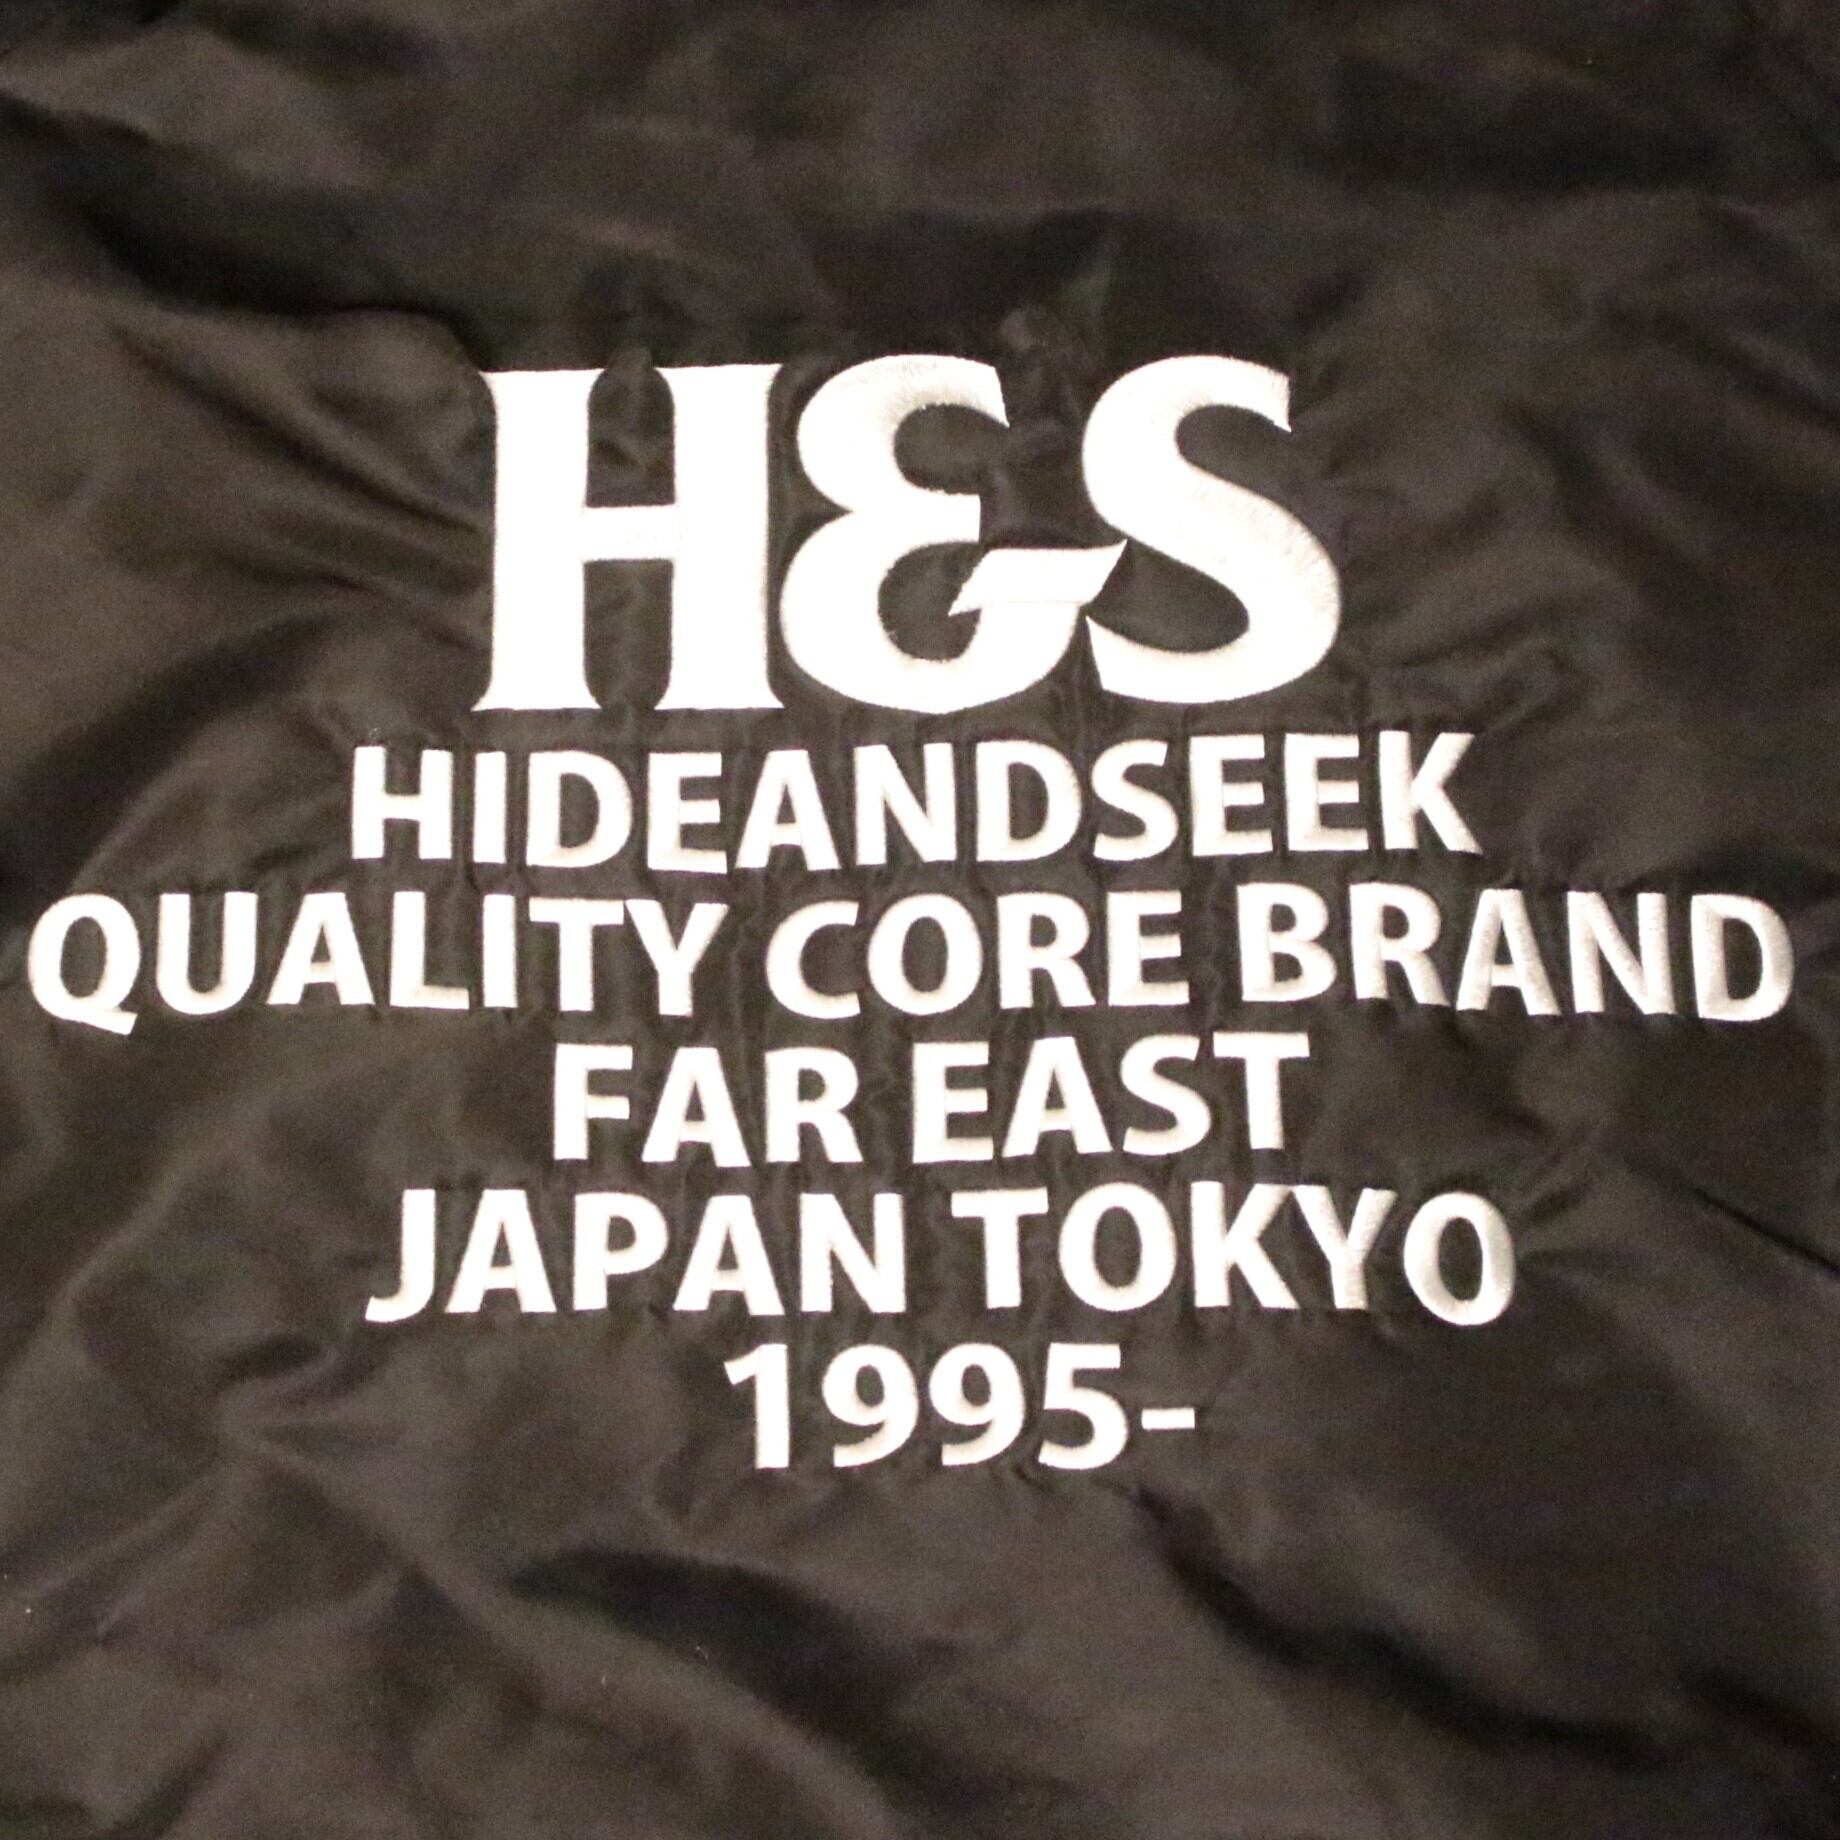 H&S
HIDEANDSEEK
QUALITY CORE BRAND
FAR EAST
JAPAN TOKYO
1995-